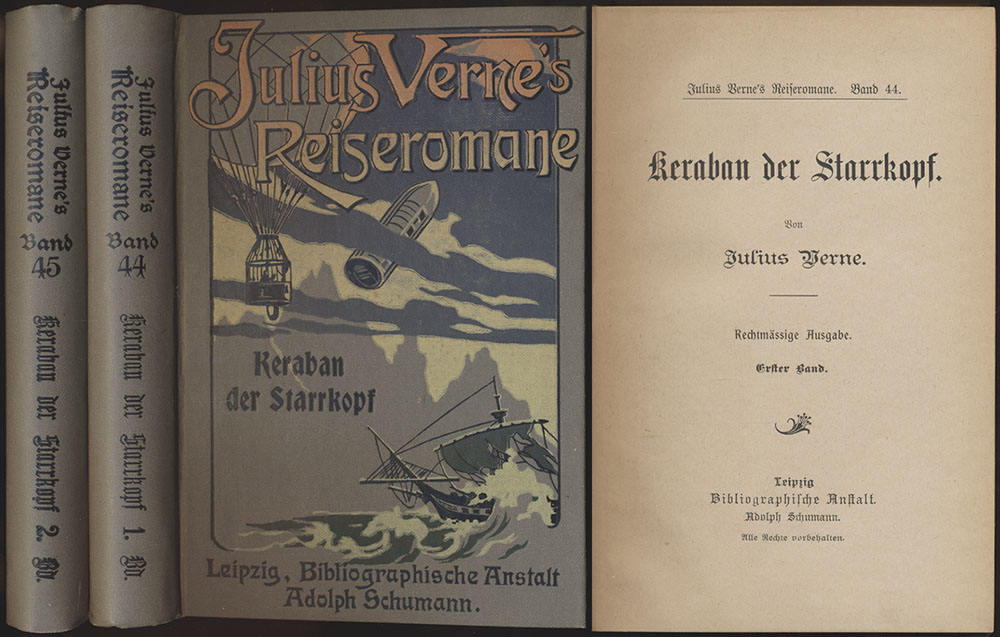 Julius Verne's
Reiseromane
Band
45
Keraban der Starrkopf 2. Bd.
Julius Verne's
Reiseromane
Band
44
Keraban der Starrkopf 1. Bd.
Julius Verne's
Reiseromane
Keraban
der Starrkopf
Leipzig, Bibliographische Anstalt
Adolph Schumann.
Julius Verne's Reiseromane. Band 44.
Keraban der Starrkopf.
Von
Julius Verne.
Rechtmässige Ausgabe.
Erster Band.
Leipzig
Bibliographische Anstalt.
Adolph Schumann.
Alle Rechte vorbehalten.